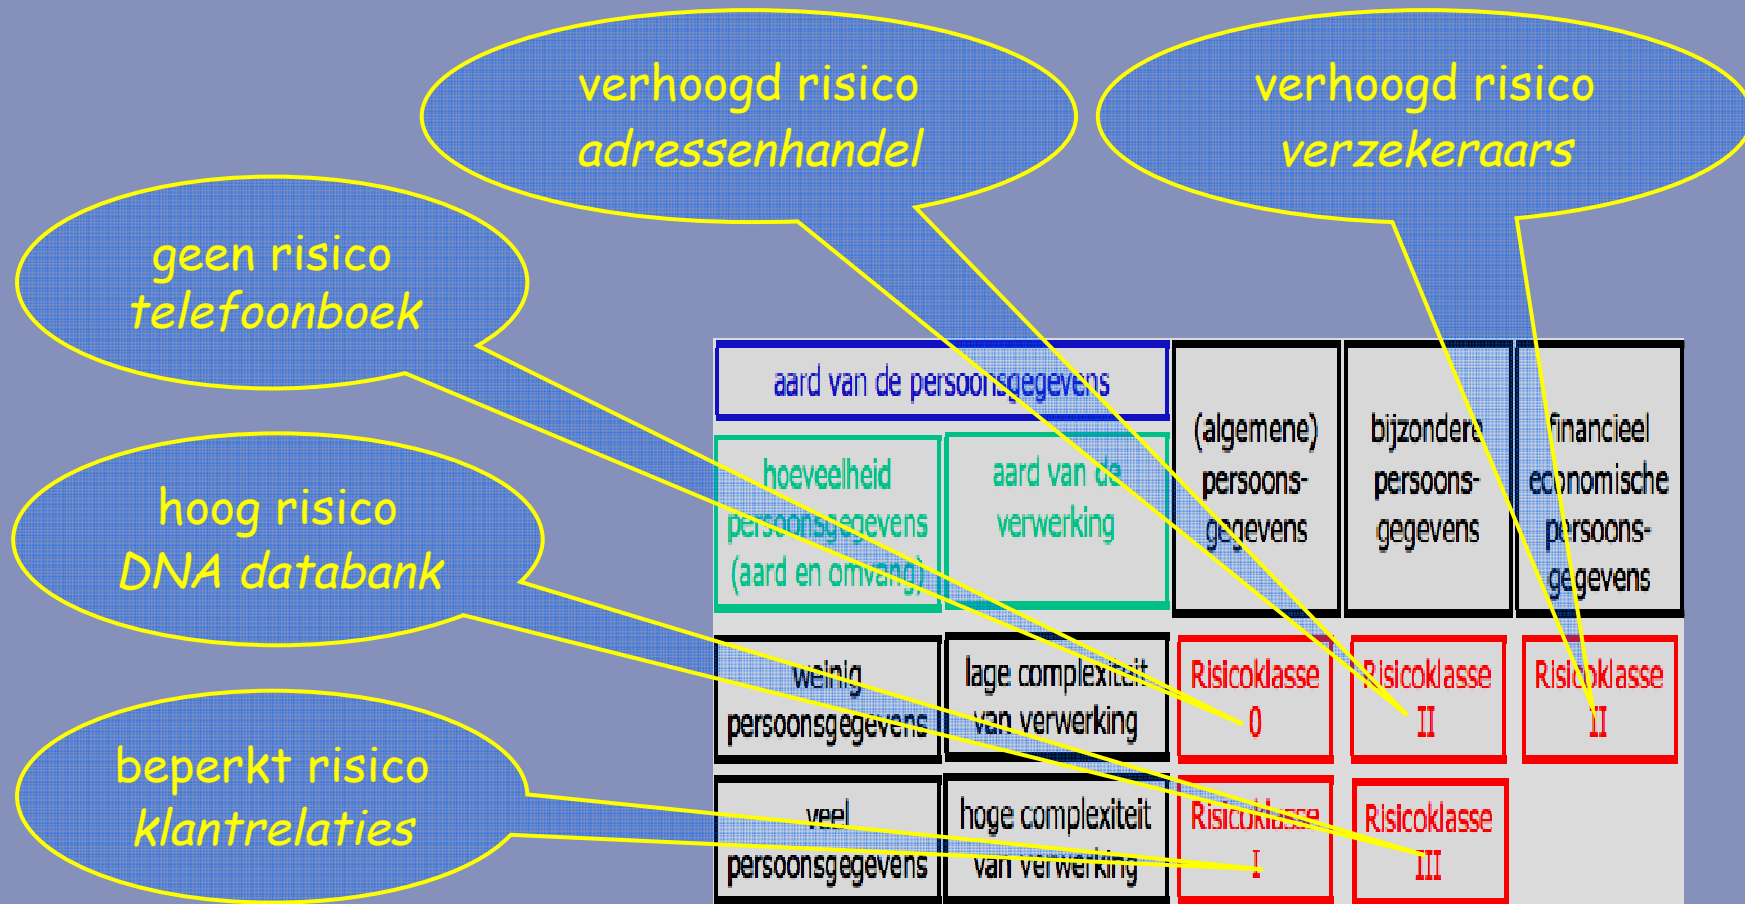 verhoogd risico
adressenhandel
verhoogd risico
verzekeraars
geen risico
telefoonboek
hoog risico
DNA databank
beperkt risico
klantrelaties
aard van de persoonsgegevens
hoeveelheid
persoonsgegevens
(aard en omvang)
aard van de
verwerking
(algemene)
persoons-
gegevens
bijzondere
persoons-
gegevens
financieel
economische
persoons-
gegevens
weinig
persoonsgegevens
lage complexiteit
van verwerking
Risicoklasse
0
Risicoklasse
II
Risicoklasse
II
veel
persoonsgegevens
hoge complexiteit
van verwerking
Risicoklasse
I
Risicoklasse
III